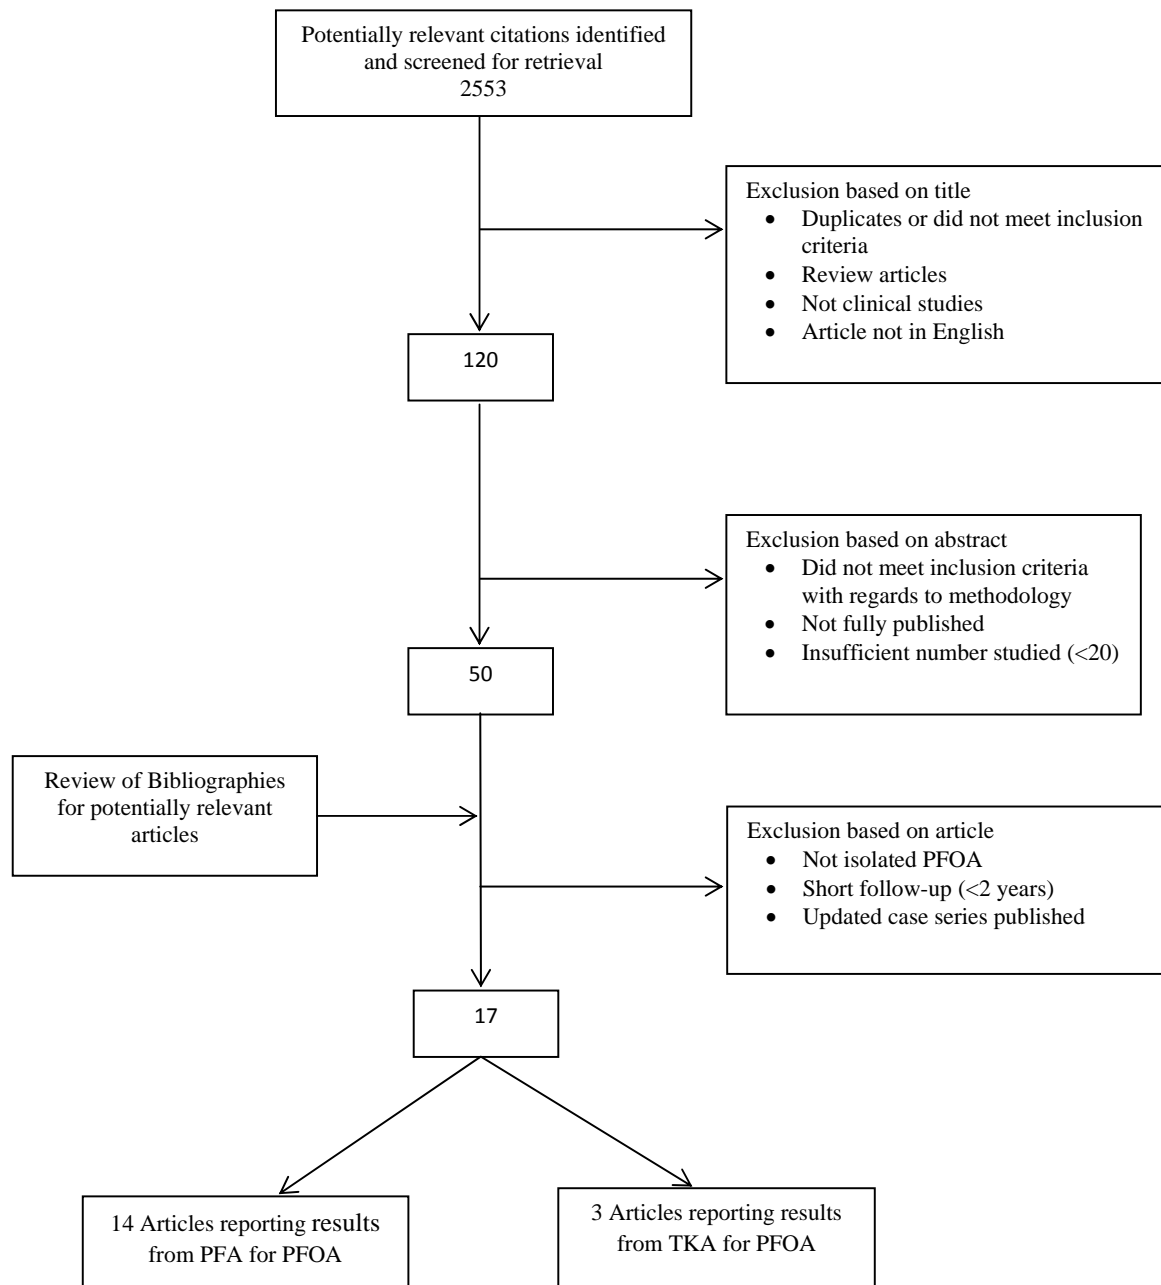 Potentially relevant citations identified
and screened for retrieval
2553
Exclusion based on title
• Duplicates or did not meet inclusion
criteria
• Review articles
• Not clinical studies
• Article not in English
120
Exclusion based on abstract
• Did not meet inclusion criteria
with regards to methodology
• Not fully published
• Insufficient number studied (<20)
50
Review of Bibliographies
for potentially relevant
articles
Exclusion based on article
• Not isolated PFOA
• Short follow-up (<2 years)
• Updated case series published
17
14 Articles reporting results
from PFA for PFOA
3 Articles reporting results
from TKA for PFOA